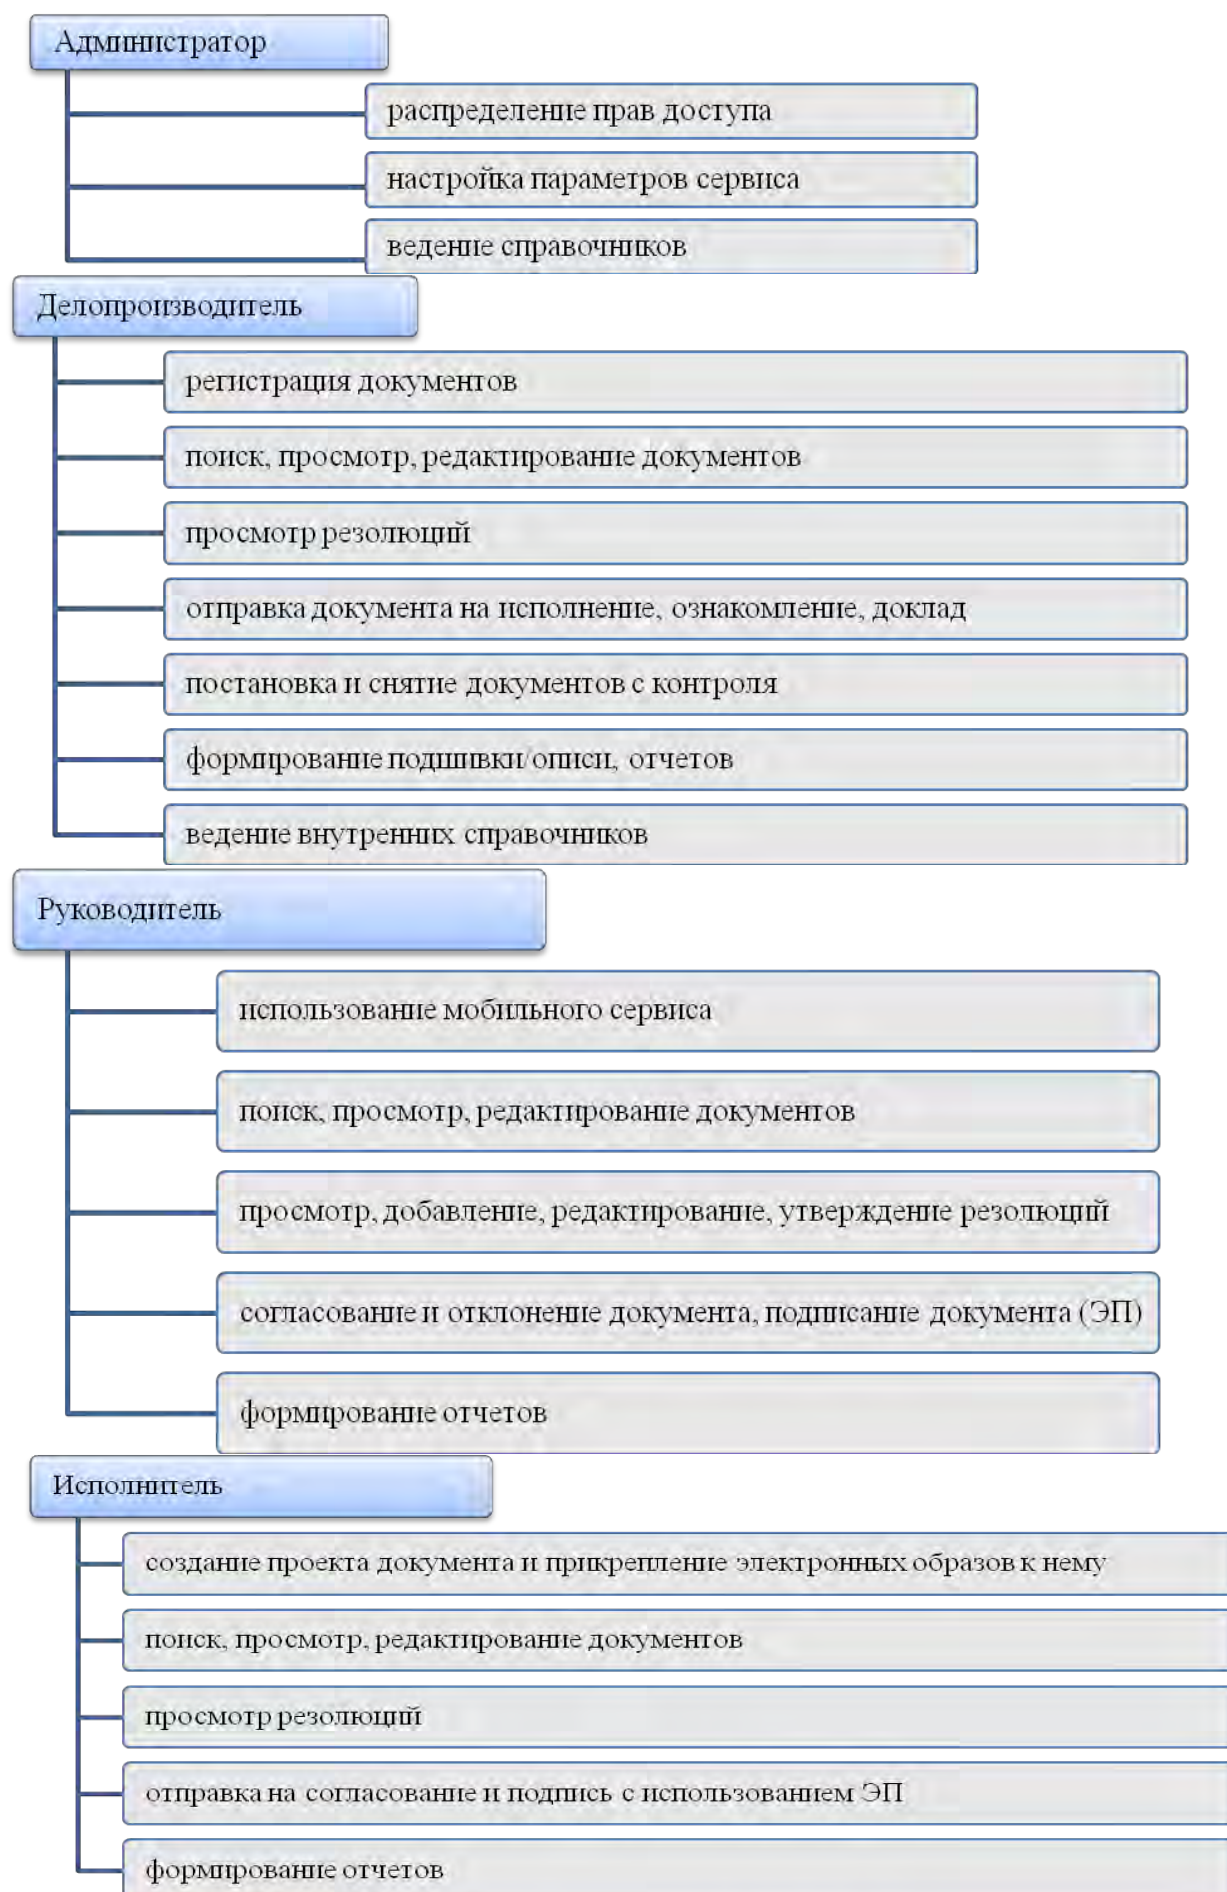 Администратор
распределение прав доступа
настройка параметров сервиса
ведение справочников
Делопроизводитель
регистрация документов
поиск, просмотр, редактирование документов
просмотр резолюций
отправка документа на исполнение, ознакомление, доклад
постановка и снятие документов с контроля
формирование подшивки/описи, отчетов
ведение внутренних справочников
Руководитель
использование мобильного сервиса
поиск, просмотр, редактирование документов
просмотр, добавление, редактирование, утверждение резолюций
согласование и отклонение документа, подписание документа (ЭП)
формирование отчетов
Исполнитель
создание проекта документа и прикрепление электронных образов к нему
поиск, просмотр, редактирование документов
просмотр резолюций
отправка на согласование и подпись с использованием ЭП
формирование отчетов